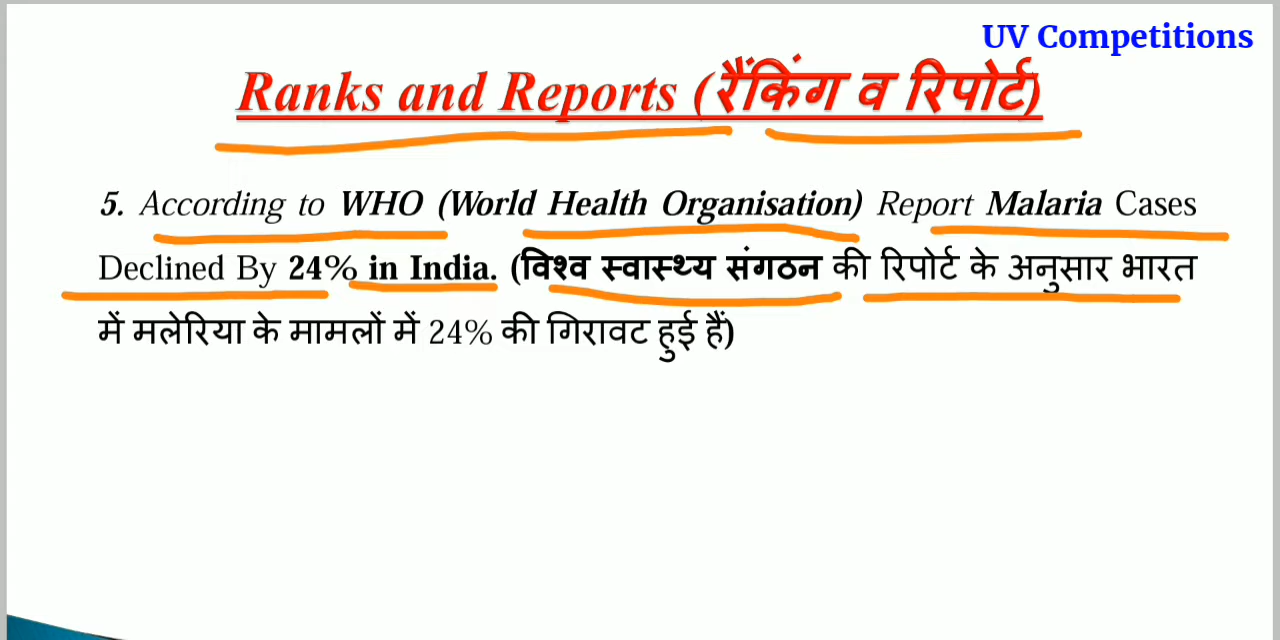 UV Competitions
Ranks and Reports (रैंकिंग व रिपोर्ट)
5. According to WHO (World Health Organisation) Report Malaria Cases
Declined By 24% in India. (विश्व स्वास्थ्य संगठन की रिपोर्ट के अनुसार भारत
में मलेरिया के मामलों में 24% की गिरावट हुई हैं)